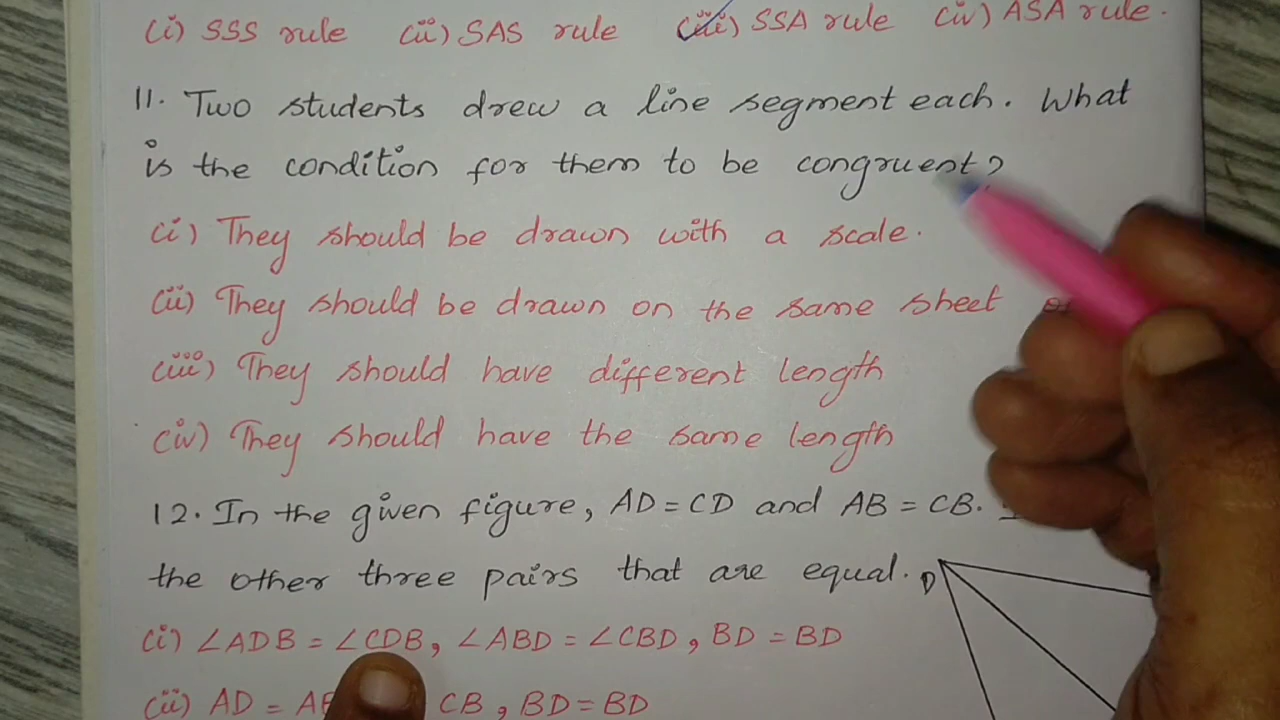 (i) SSS rule (ii) SAS rule (iii) SSA rule (iv) ASA rule.
11. Two students drew a line segment each. What
is the condition for them to be congruent?
(i) They should be drawn with a scale.
(ii) They should be drawn on the same sheet
(iii) They should have different length
(iv) They should have the same length
12. In the given figure, AD = CD and AB = CB.
the other three pairs that are equal.
D
(i) ∠ADB = ∠CDB, ∠ABD = ∠CBD, BD = BD
(ii) AD = CB, BD = BD